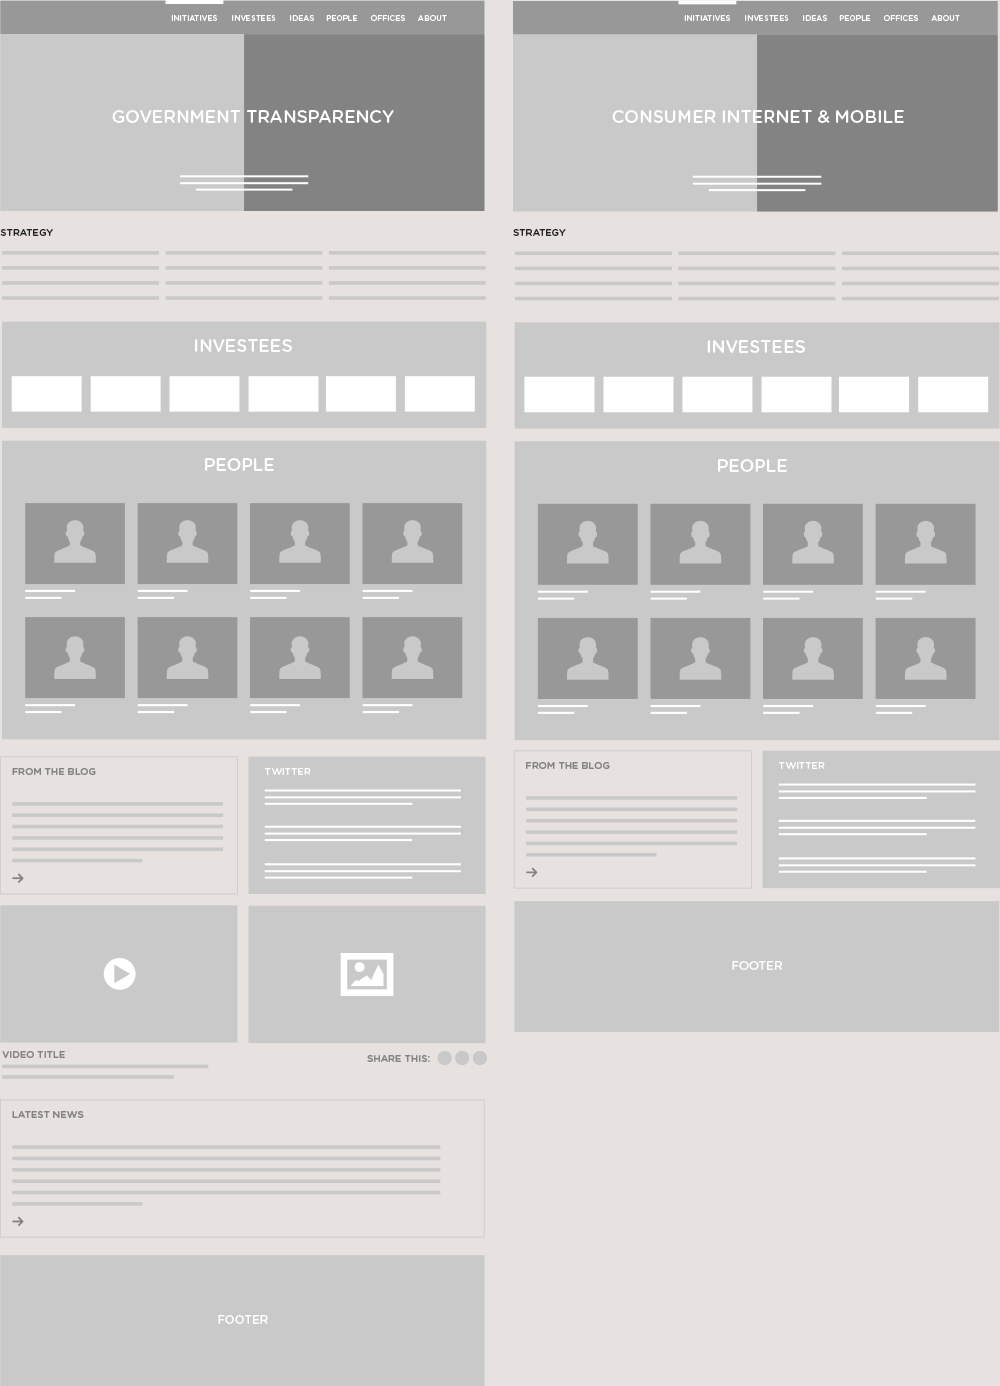 INITIATIVES INVESTEES IDEAS PEOPLE OFFICES ABOUT
GOVERNMENT TRANSPARENCY
STRATEGY
INVESTEES
PEOPLE
FROM THE BLOG
TWITTER
VIDEO TITLE
SHARE THIS:
LATEST NEWS
FOOTER
INITIATIVES INVESTEES IDEAS PEOPLE OFFICES ABOUT
CONSUMER INTERNET & MOBILE
STRATEGY
INVESTEES
PEOPLE
FROM THE BLOG
TWITTER
FOOTER